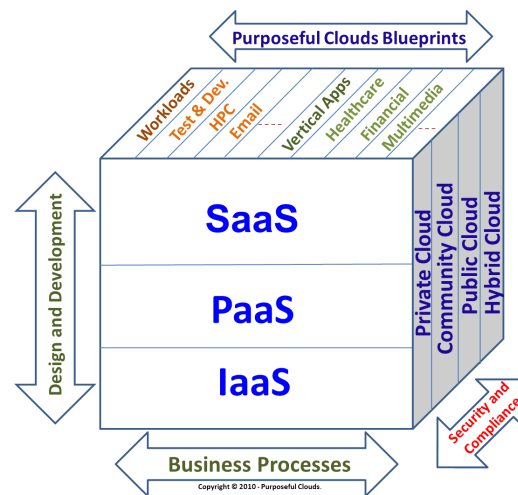 Purposeful Clouds Blueprints
Workloads
Test & Dev.
HPC
Email
Vertical Apps
Healthcare
Financial
Multimedia
Design and Development
SaaS
PaaS
IaaS
Private Cloud
Community Cloud
Public Cloud
Hybrid Cloud
Security and
Compliance
Business Processes
Copyright © 2010 - Purposeful Clouds.